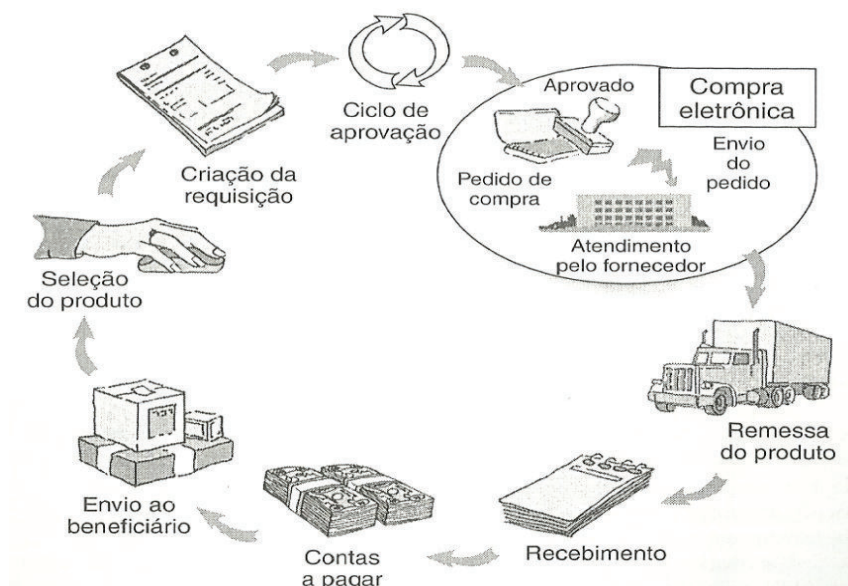 Criação da
requisição
Ciclo de
aprovação
Compra
eletrônica
Aprovado
Pedido de
compra
Envio
do
pedido
Atendimento
pelo fornecedor
Remessa
do produto
Recebimento
Contas
a pagar
Envio ao
beneficiário
Seleção
do produto